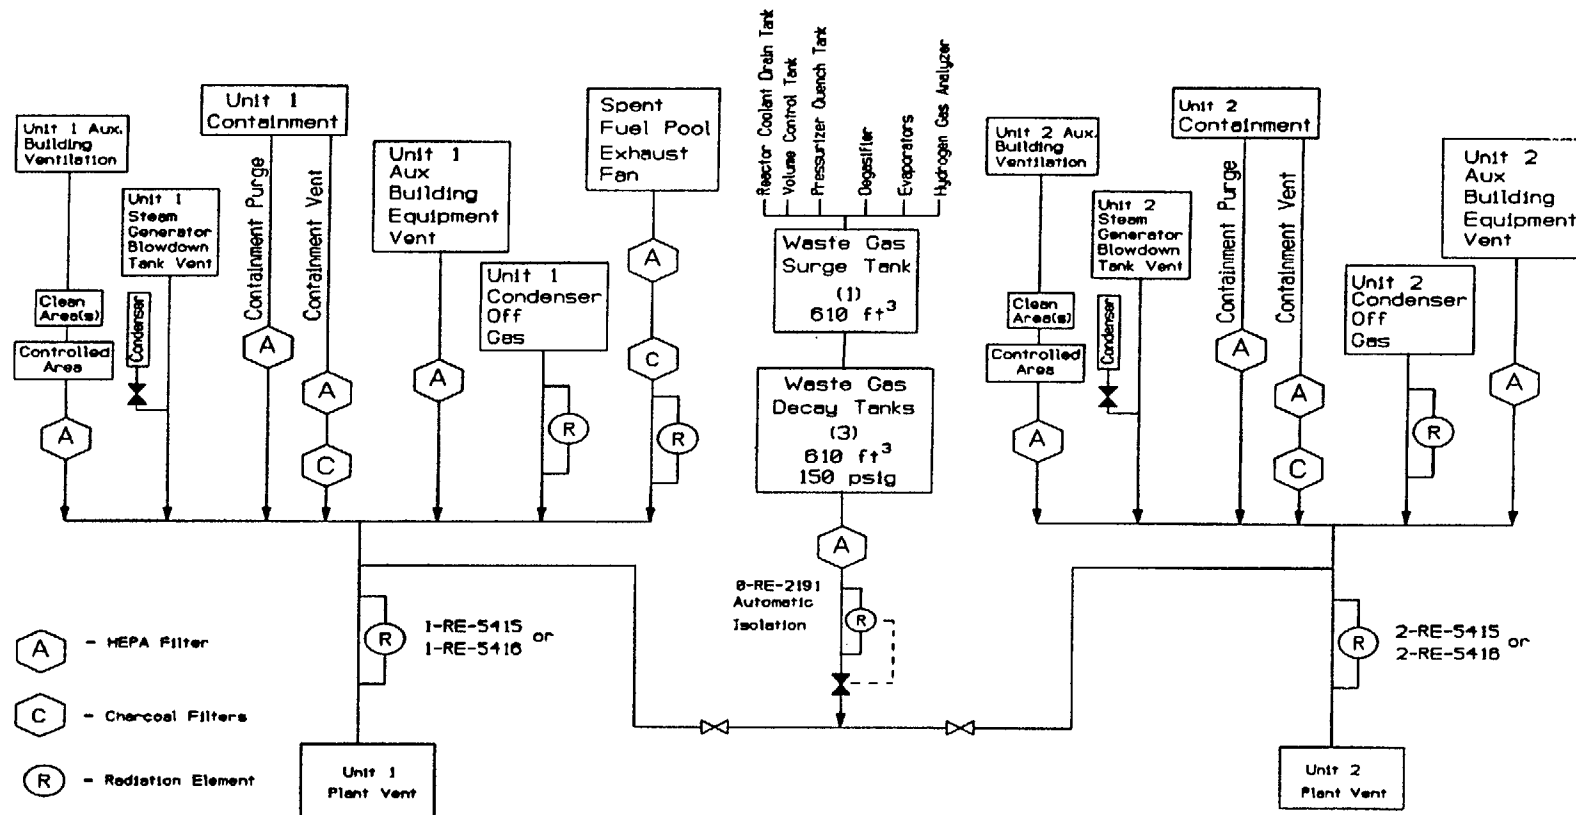 Unit 1 Aux.
Building
Ventilation
Clean
Area(s)
Controlled
Area
A
Unit 1
Steam
Generator
Blowdown
Tank Vent
Condenser
Unit 1
Containment
Containment Purge
Containment Vent
A
A
C
Unit 1
Aux
Building
Equipment
Vent
A
Unit 1
Condenser
Off
Gas
R
Spent
Fuel Pool
Exhaust
Fan
A
C
R
Reactor Coolant Drain Tank
Volume Control Tank
Pressurizer Quench Tank
Degasifier
Evaporators
Hydrogen Gas Analyzer
Waste Gas
Surge Tank
(1)
610 ft³
Waste Gas
Decay Tanks
(3)
610 ft³
150 psig
A
0-RE-2191
Automatic
Isolation
R
Unit 2 Aux.
Building
Ventilation
Clean
Area(s)
Controlled
Area
A
Unit 2
Steam
Generator
Blowdown
Tank Vent
Condenser
Unit 2
Containment
Containment Purge
Containment Vent
A
A
C
Unit 2
Condenser
Off
Gas
R
Unit 2
Aux
Building
Equipment
Vent
A
R
1-RE-5415 or
1-RE-5416
R
2-RE-5415 or
2-RE-5416
A - HEPA Filter
C - Charcoal Filters
R - Radiation Element
Unit 1
Plant Vent
Unit 2
Plant Vent